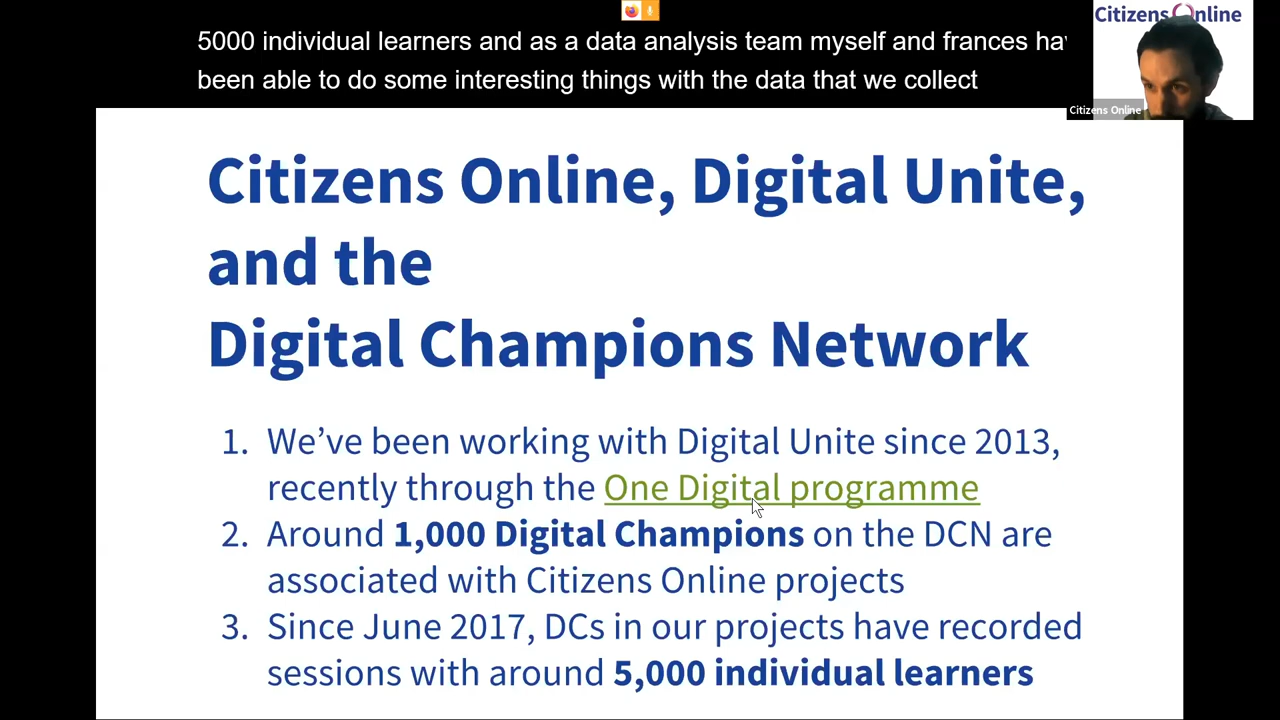 5000 individual learners and as a data analysis team myself and frances hav
been able to do some interesting things with the data that we collect
Citizens Online
Citizens Online
Citizens Online, Digital Unite,
and the
Digital Champions Network
1. We've been working with Digital Unite since 2013,
recently through the One Digital programme
2. Around 1,000 Digital Champions on the DCN are
associated with Citizens Online projects
3. Since June 2017, DCs in our projects have recorded
sessions with around 5,000 individual learners